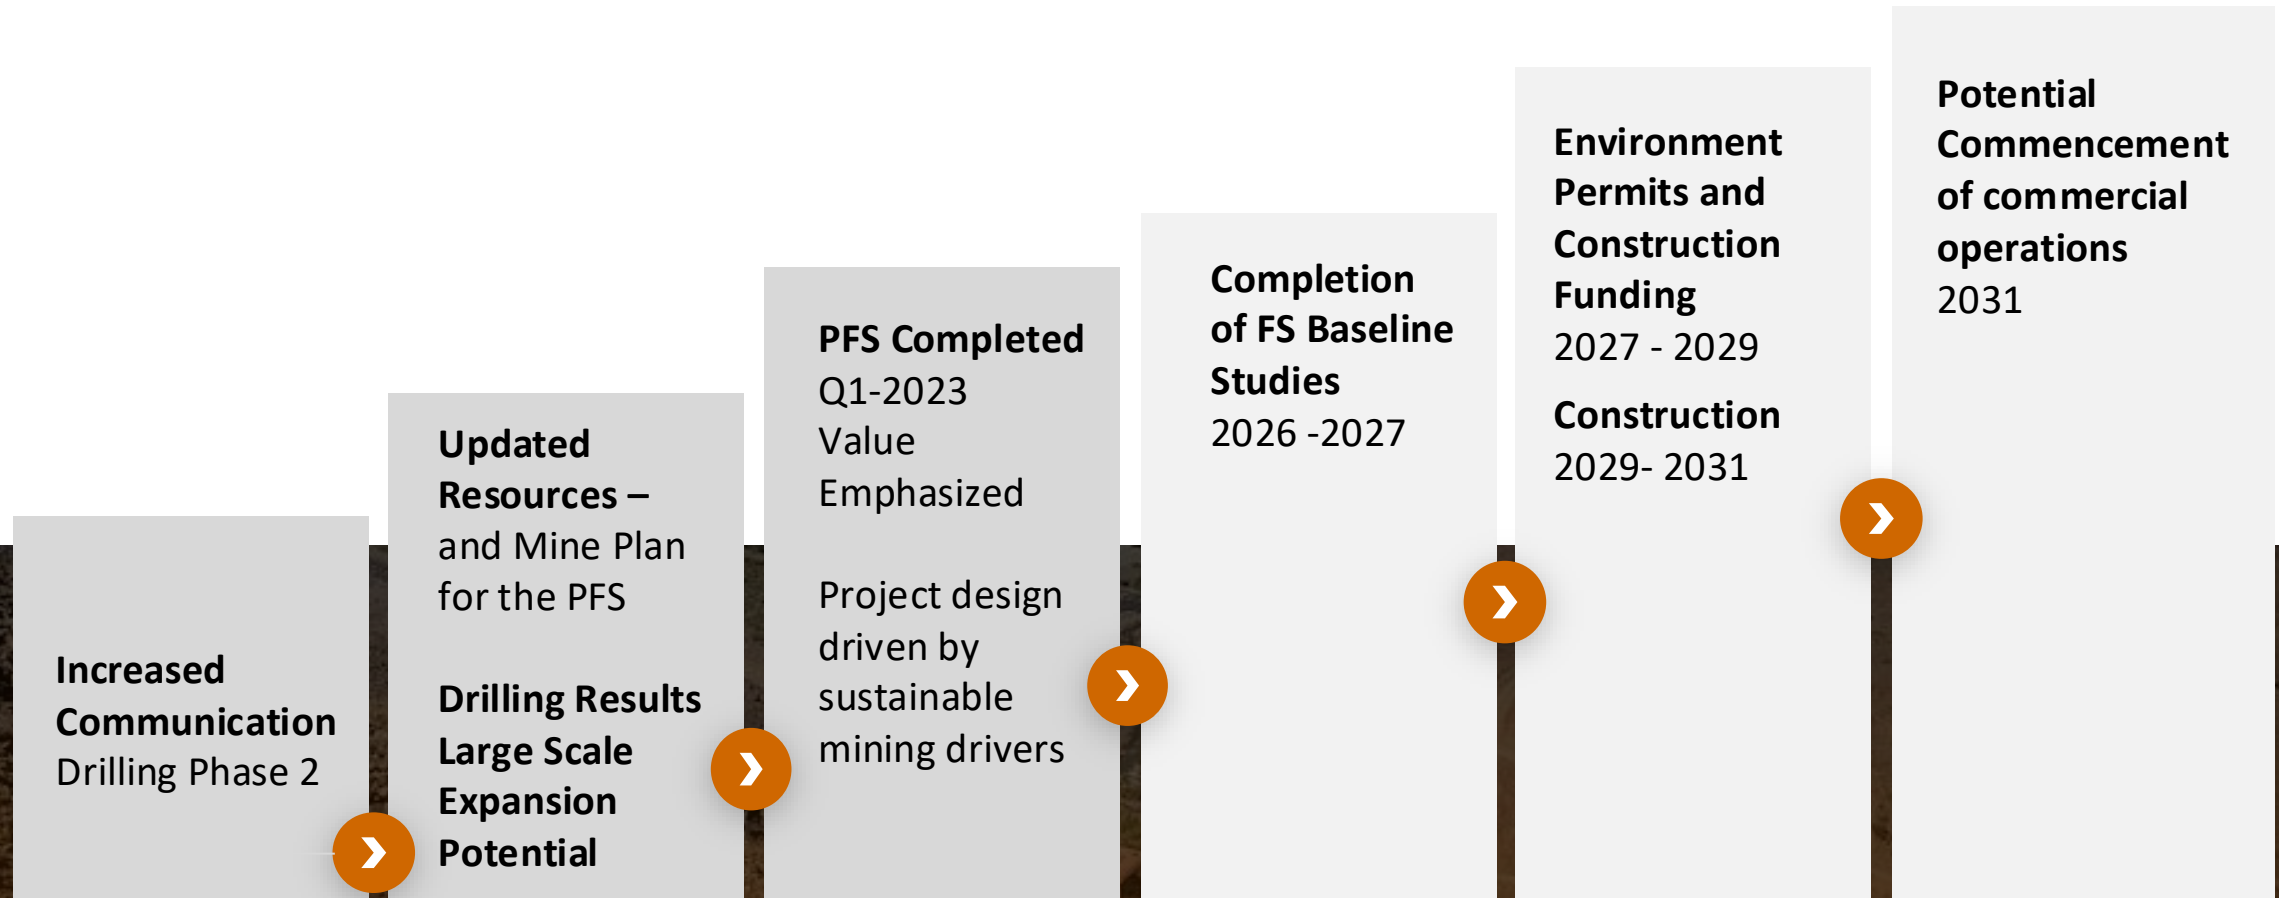 Increased
Communication
Drilling Phase 2
Updated
Resources –
and Mine Plan
for the PFS
Drilling Results
Large Scale
Expansion
Potential
PFS Completed
Q1-2023
Value
Emphasized
Project design
driven by
sustainable
mining drivers
Completion
of FS Baseline
Studies
2026 -2027
Environment
Permits and
Construction
Funding
2027 - 2029
Construction
2029- 2031
Potential
Commencement
of commercial
operations
2031